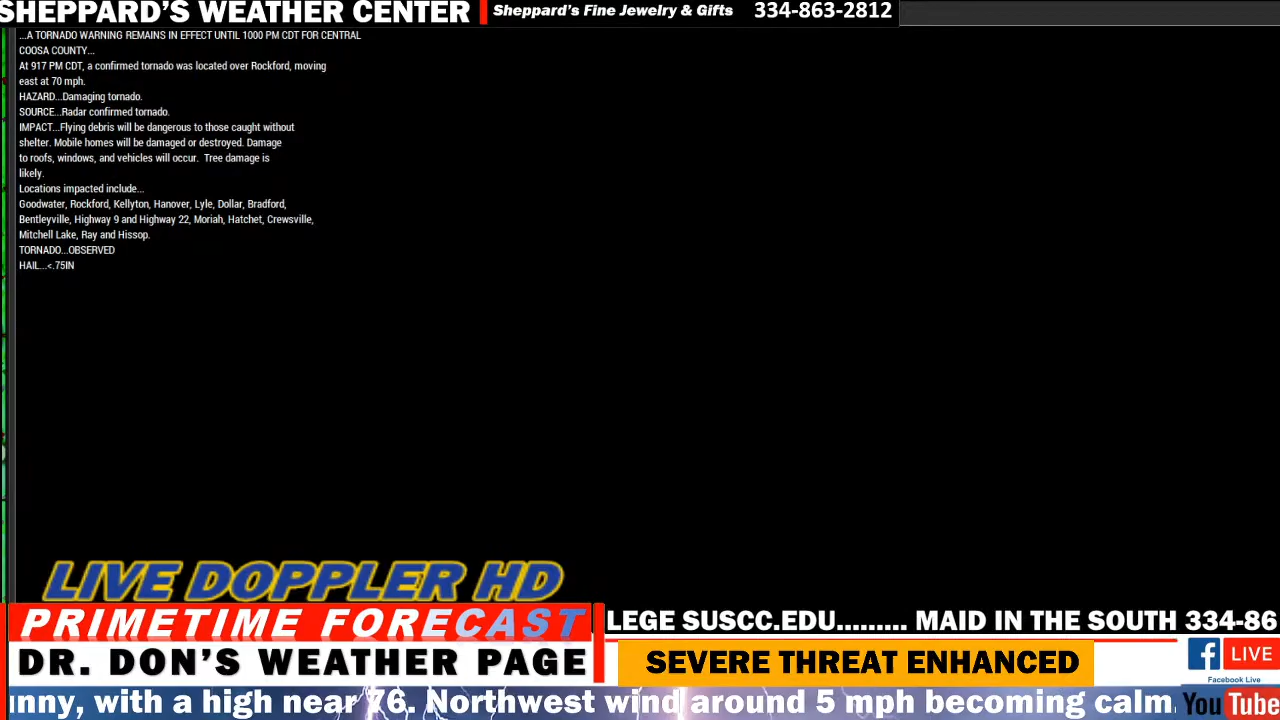 SHEPPARD'S WEATHER CENTER
Sheppard's Fine Jewelry & Gifts 334-863-2812
...A TORNADO WARNING REMAINS IN EFFECT UNTIL 1000 PM CDT FOR CENTRAL
COOSA COUNTY...
At 917 PM CDT, a confirmed tornado was located over Rockford, moving
east at 70 mph.
HAZARD...Damaging tornado.
SOURCE...Radar confirmed tornado.
IMPACT...Flying debris will be dangerous to those caught without
shelter. Mobile homes will be damaged or destroyed. Damage
to roofs, windows, and vehicles will occur. Tree damage is
likely.
Locations impacted include...
Goodwater, Rockford, Kellyton, Hanover, Lyle, Dollar, Bradford,
Bentleyville, Highway 9 and Highway 22, Moriah, Hatchet, Crewsville,
Mitchell Lake, Ray and Hissop.
TORNADO...OBSERVED
HAIL...<.75IN
LIVE DOPPLER HD
PRIMETIME FORECAST
LEGE SUSCC.EDU......... MAID IN THE SOUTH 334-86
DR. DON'S WEATHER PAGE
SEVERE THREAT ENHANCED
f LIVE
Facebook Live
nny, with a high near 76. Northwest wind around 5 mph becoming calm
YouTube